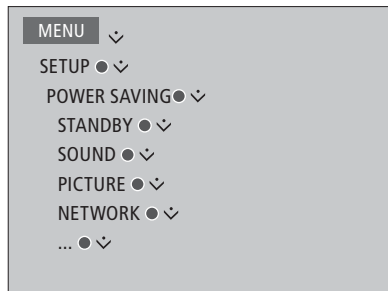 MENU
SETUP
POWER SAVING
STANDBY
SOUND
PICTURE
NETWORK
...